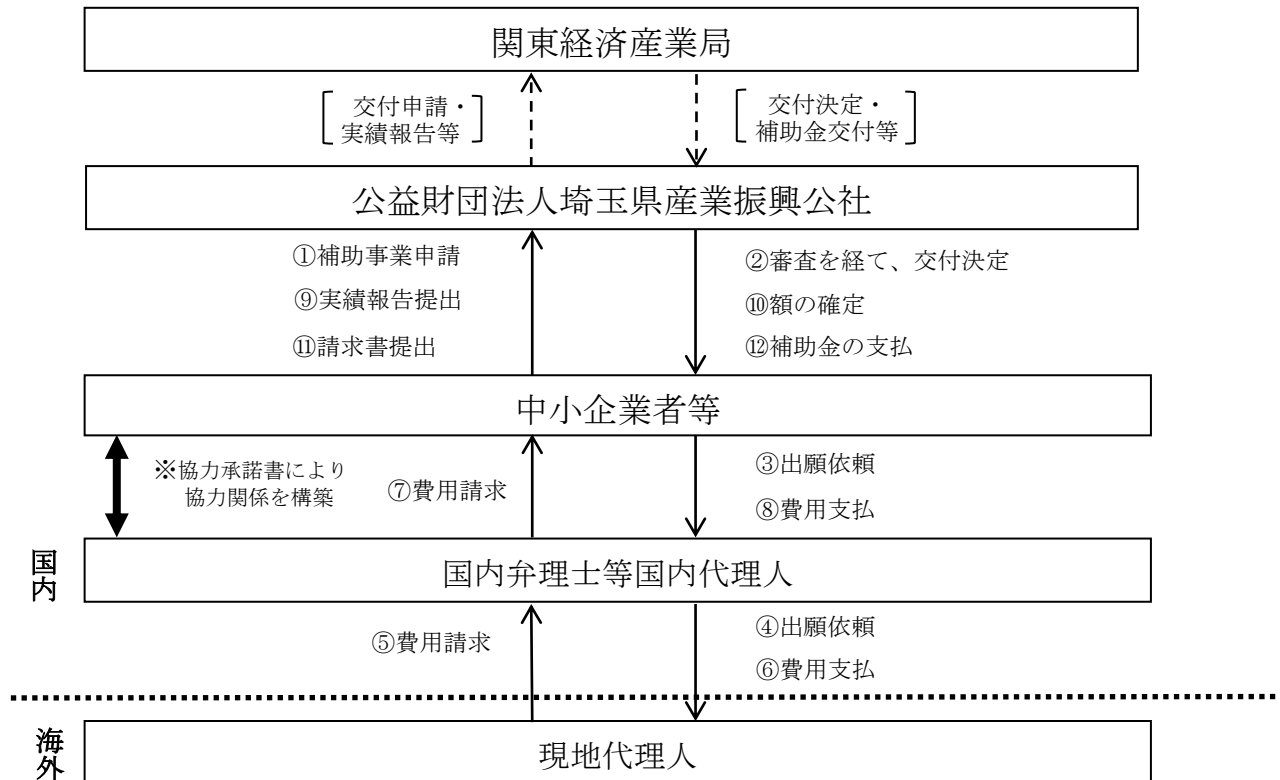 関東経済産業局
交付申請・
実績報告等
交付決定・
補助金交付等
公益財団法人埼玉県産業振興公社
①補助事業申請
⑨実績報告提出
⑪請求書提出
②審査を経て、交付決定
⑩額の確定
⑫補助金の支払
中小企業者等
※協力承諾書により
協力関係を構築
⑦費用請求
③出願依頼
⑧費用支払
国内
国内弁理士等国内代理人
⑤費用請求
④出願依頼
⑥費用支払
海外
現地代理人